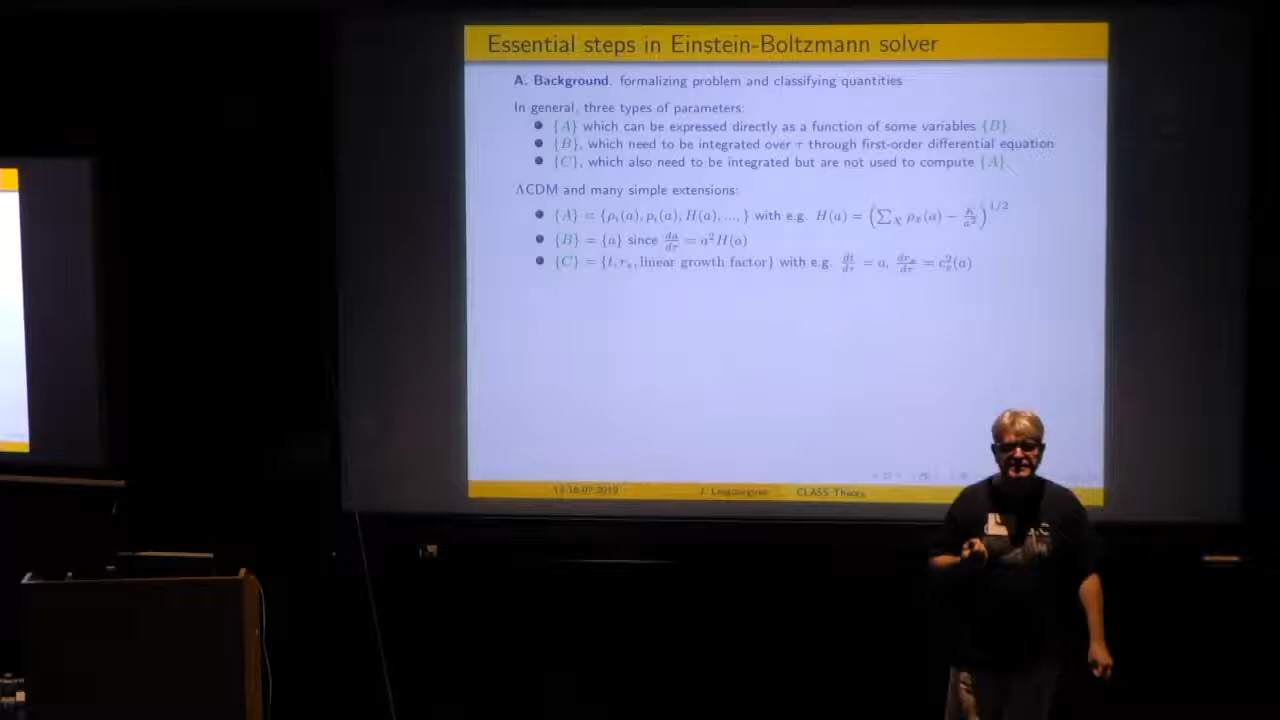 Essential steps in Einstein-Boltzmann solver
A. Background. formalizing problem and classifying quantities
In general, three types of parameters:
{A} which can be expressed directly as a function of some variables {B}.
{B}, which need to be integrated over τ through first-order differential equation
{C}, which also need to be integrated but are not used to compute {A}.
ΛCDM and many simple extensions:
{A} = {ρᵢ(a), pᵢ(a), H(a), ..., } with e.g. H(a) = (∑_X ρ_x(a) − K/a²)^{1/2}
{B} = {a} since da/dτ = a²H(a)
{C} = {t, r_s, linear growth factor} with e.g. dt/dτ = a, dr_s/dτ = c_s²(a)
J. Lesgourgues CLASS Theory